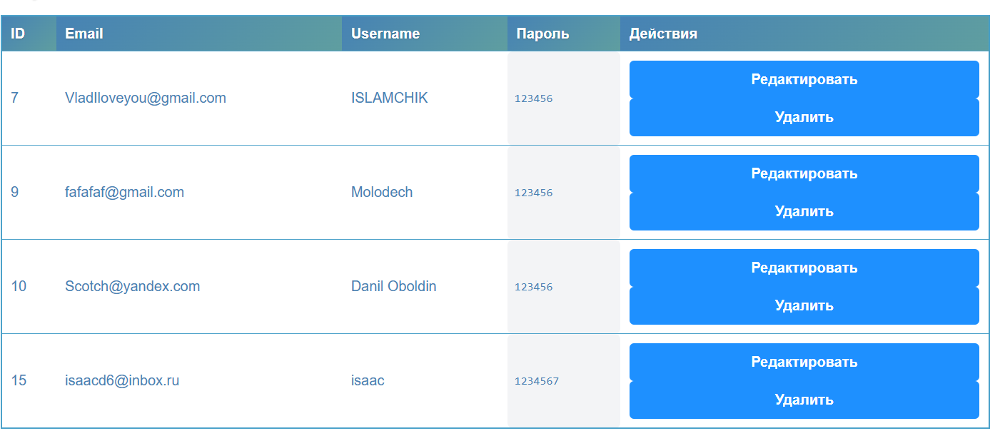 ID Email Username Пароль Действия
7 VladIloveyou@gmail.com ISLAMCHIK 123456 Редактировать
Удалить
9 fafafaf@gmail.com Molodech 123456 Редактировать
Удалить
10 Scotch@yandex.com Danil Oboldin 123456 Редактировать
Удалить
15 isaacd6@inbox.ru isaac 1234567 Редактировать
Удалить